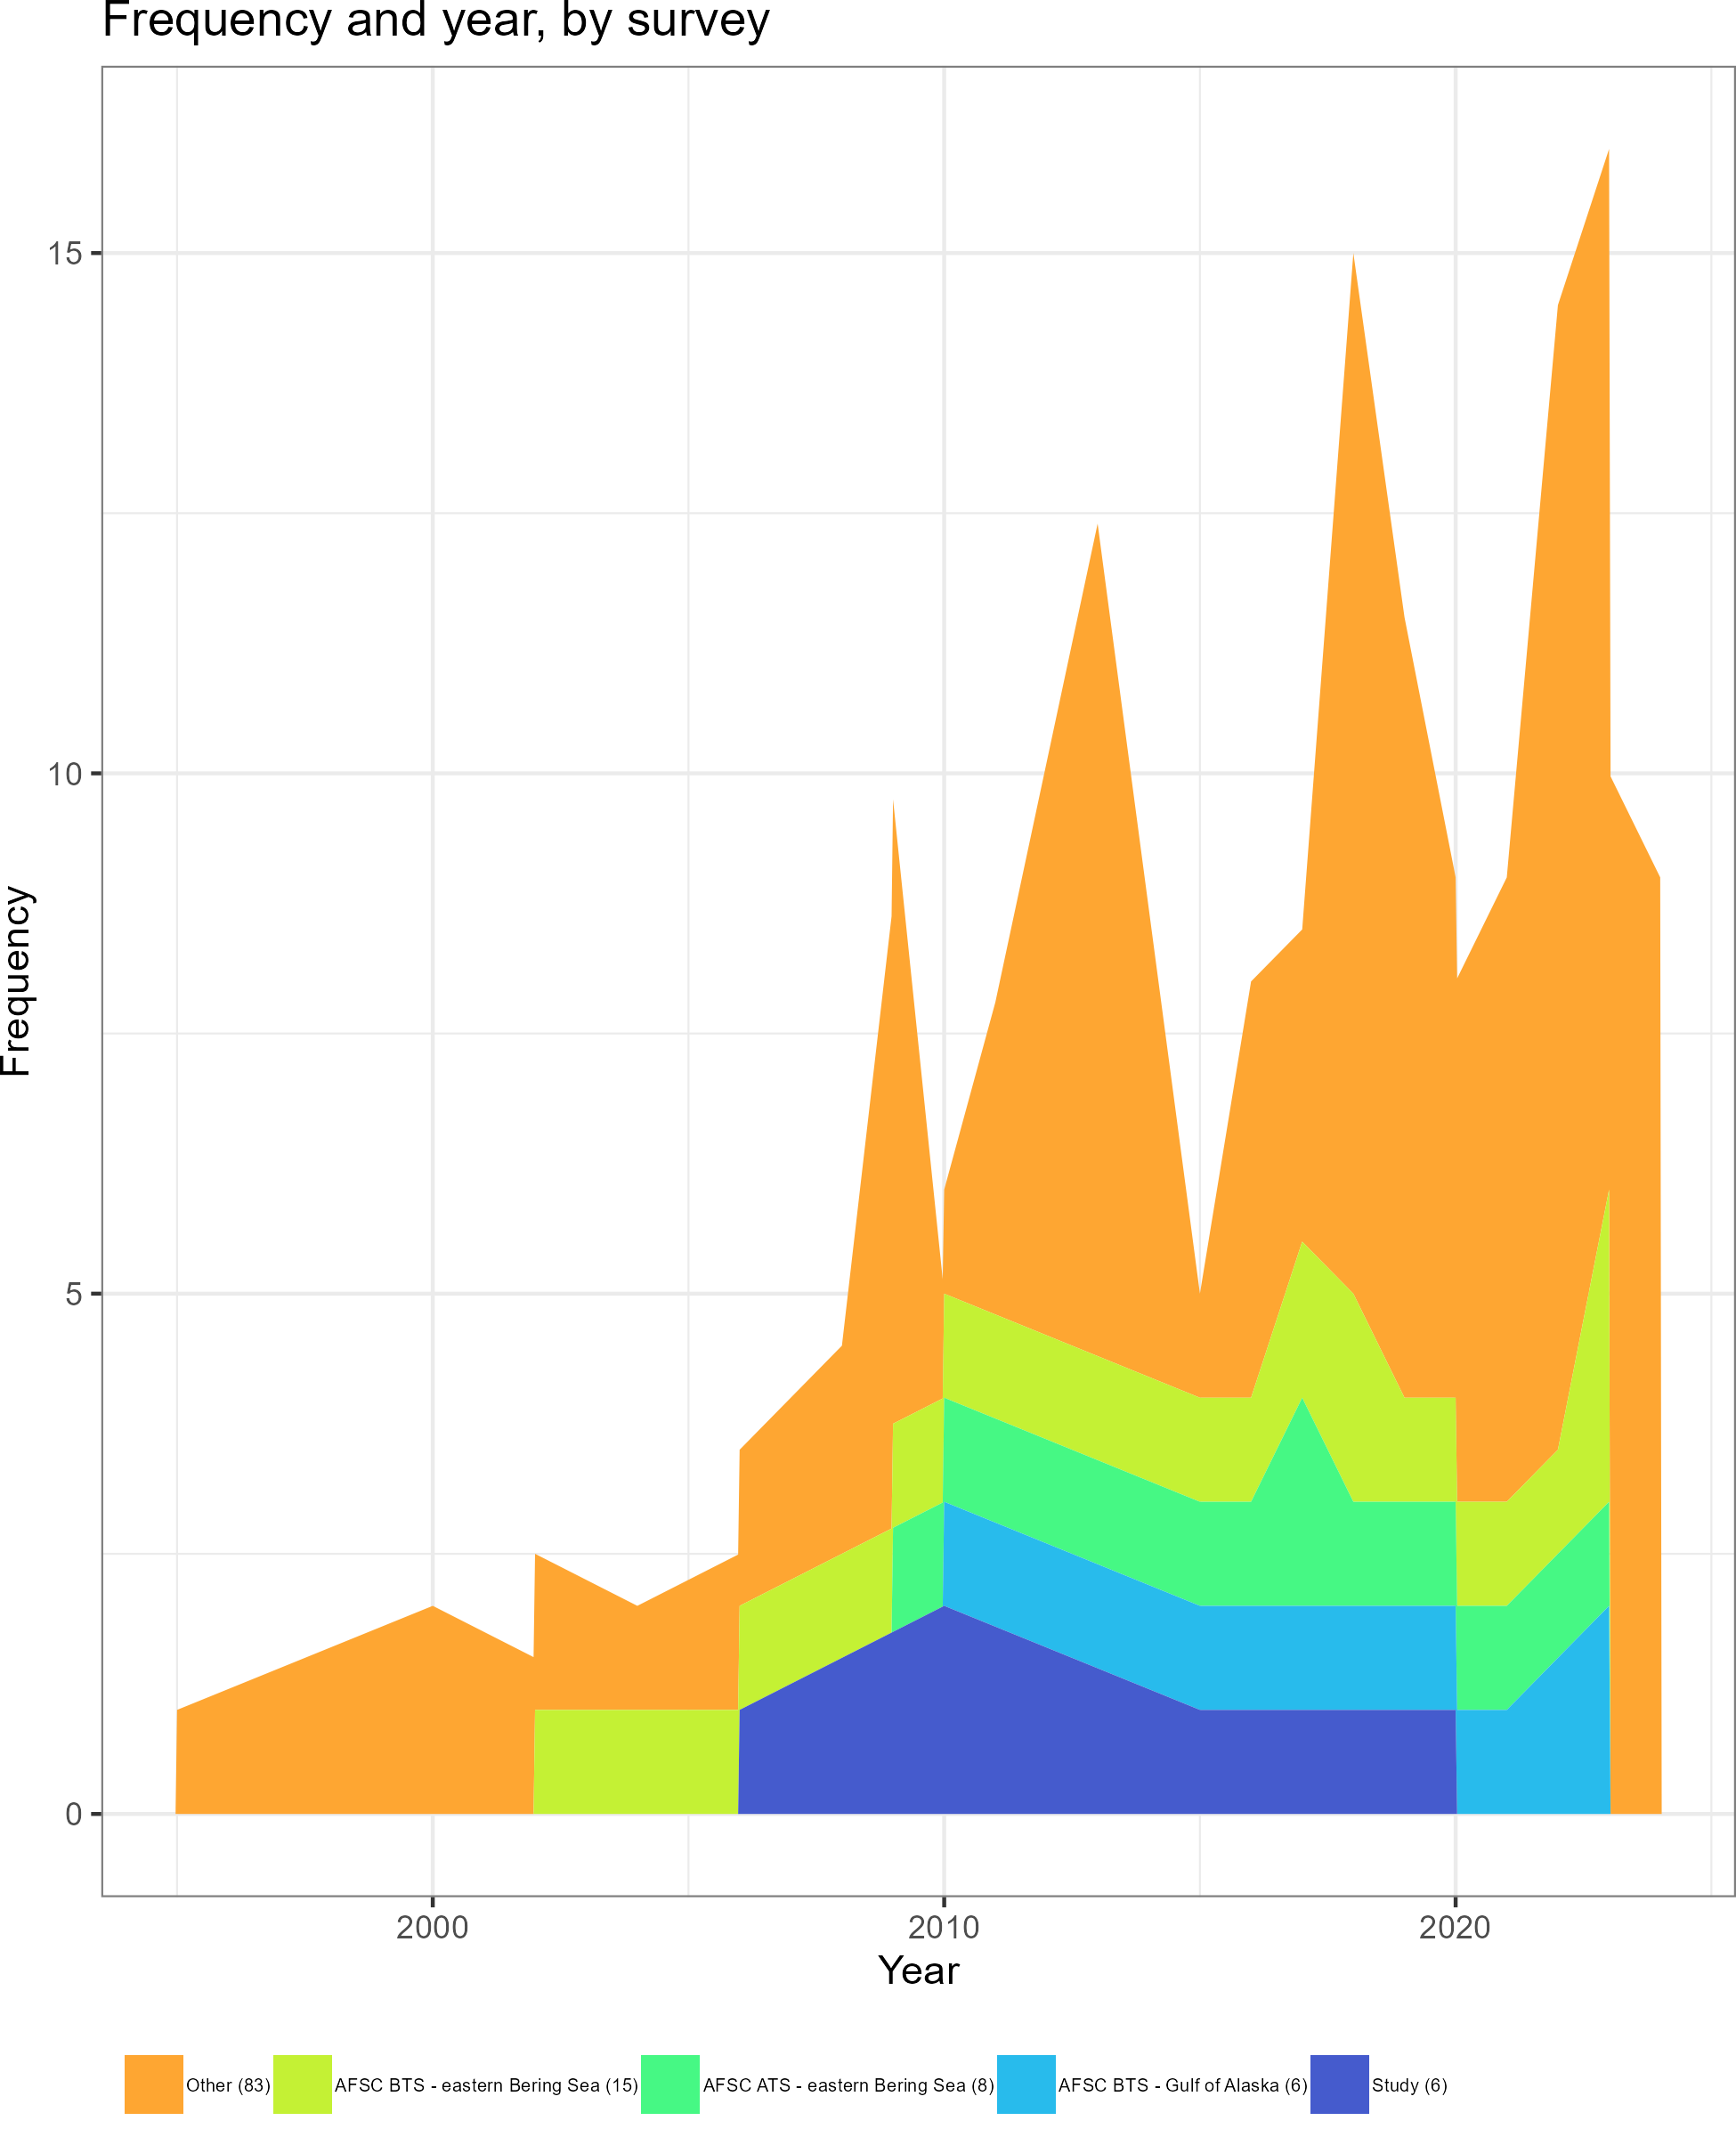 Frequency and year, by survey
15
10
5
0
Frequency
2000
2010
2020
Year
Other (83)
AFSC BTS - eastern Bering Sea (15)
AFSC ATS - eastern Bering Sea (8)
AFSC BTS - Gulf of Alaska (6)
Study (6)